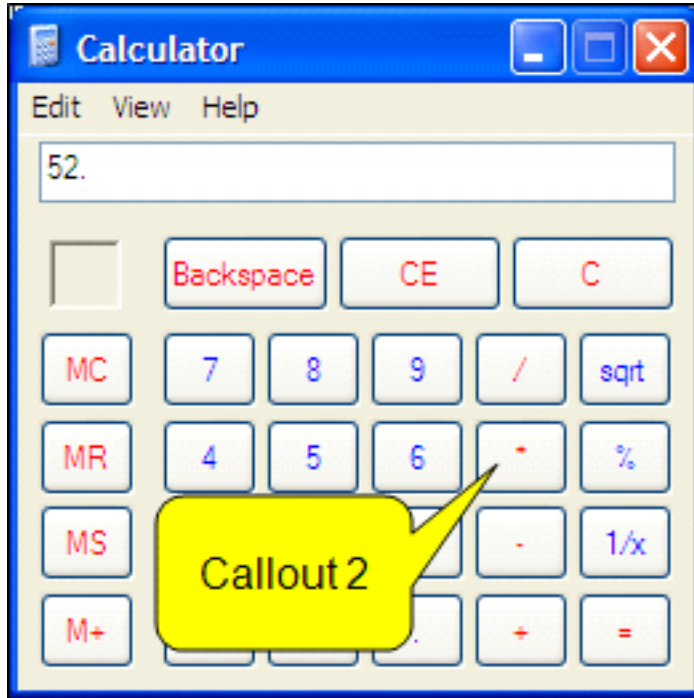 Calculator
Edit View Help
52.
Backspace CE C
MC 7 8 9 / sqrt
MR 4 5 6 * %
MS - 1/x
Callout 2
M+ . + =